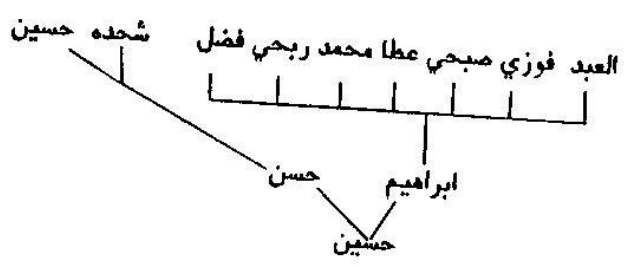 العبد فوزي صبحي عطا محمد ربحي فضل شحده حسين
ابراهيم حسن
حسين